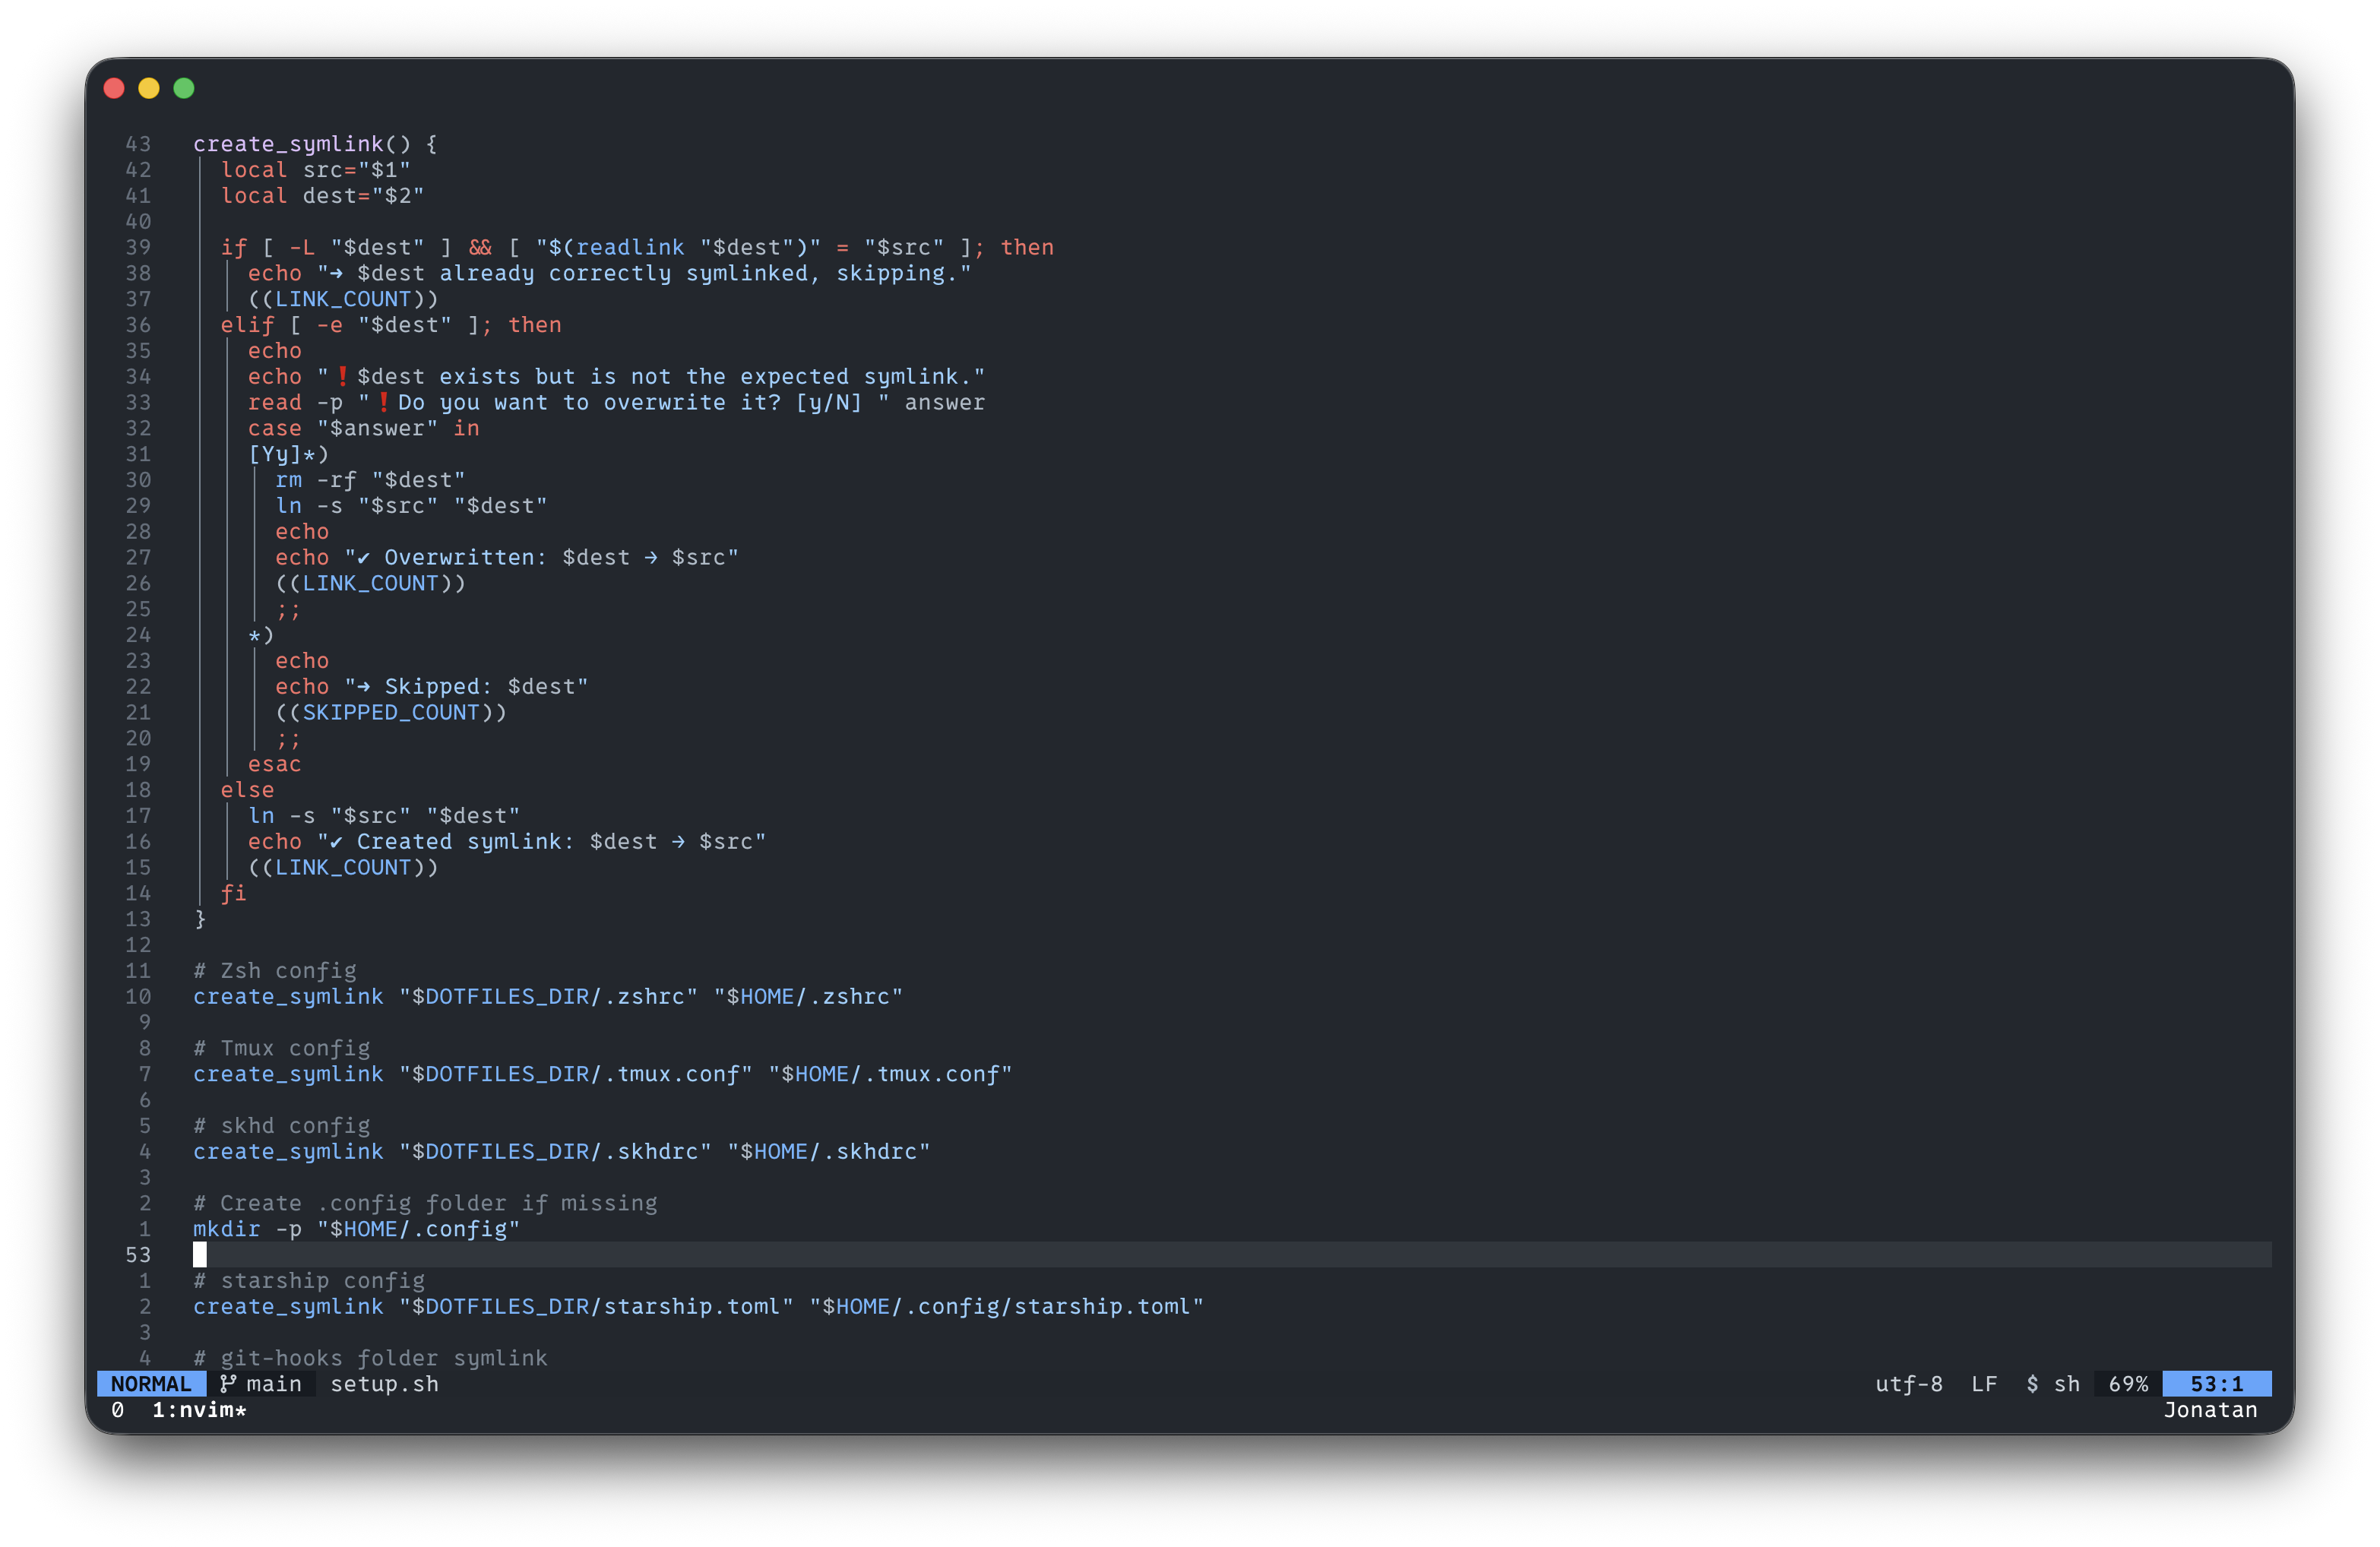 43 create_symlink() {
42 local src="$1"
41 local dest="$2"
40
39 if [ -L "$dest" ] && [ "$(readlink "$dest")" = "$src" ]; then
38 echo "→ $dest already correctly symlinked, skipping."
37 ((LINK_COUNT))
36 elif [ -e "$dest" ]; then
35 echo
34 echo "❗$dest exists but is not the expected symlink."
33 read -p "❗Do you want to overwrite it? [y/N] " answer
32 case "$answer" in
31 [Yy]*)
30 rm -rf "$dest"
29 ln -s "$src" "$dest"
28 echo
27 echo "✔ Overwritten: $dest → $src"
26 ((LINK_COUNT))
25 ;;
24 *)
23 echo
22 echo "→ Skipped: $dest"
21 ((SKIPPED_COUNT))
20 ;;
19 esac
18 else
17 ln -s "$src" "$dest"
16 echo "✔ Created symlink: $dest → $src"
15 ((LINK_COUNT))
14 fi
13 }
12
11 # Zsh config
10 create_symlink "$DOTFILES_DIR/.zshrc" "$HOME/.zshrc"
9
8 # Tmux config
7 create_symlink "$DOTFILES_DIR/.tmux.conf" "$HOME/.tmux.conf"
6
5 # skhd config
4 create_symlink "$DOTFILES_DIR/.skhdrc" "$HOME/.skhdrc"
3
2 # Create .config folder if missing
1 mkdir -p "$HOME/.config"
53
1 # starship config
2 create_symlink "$DOTFILES_DIR/starship.toml" "$HOME/.config/starship.toml"
3
4 # git-hooks folder symlink
NORMAL main setup.sh utf-8 LF $ sh 69% 53:1
0 1:nvim* Jonatan